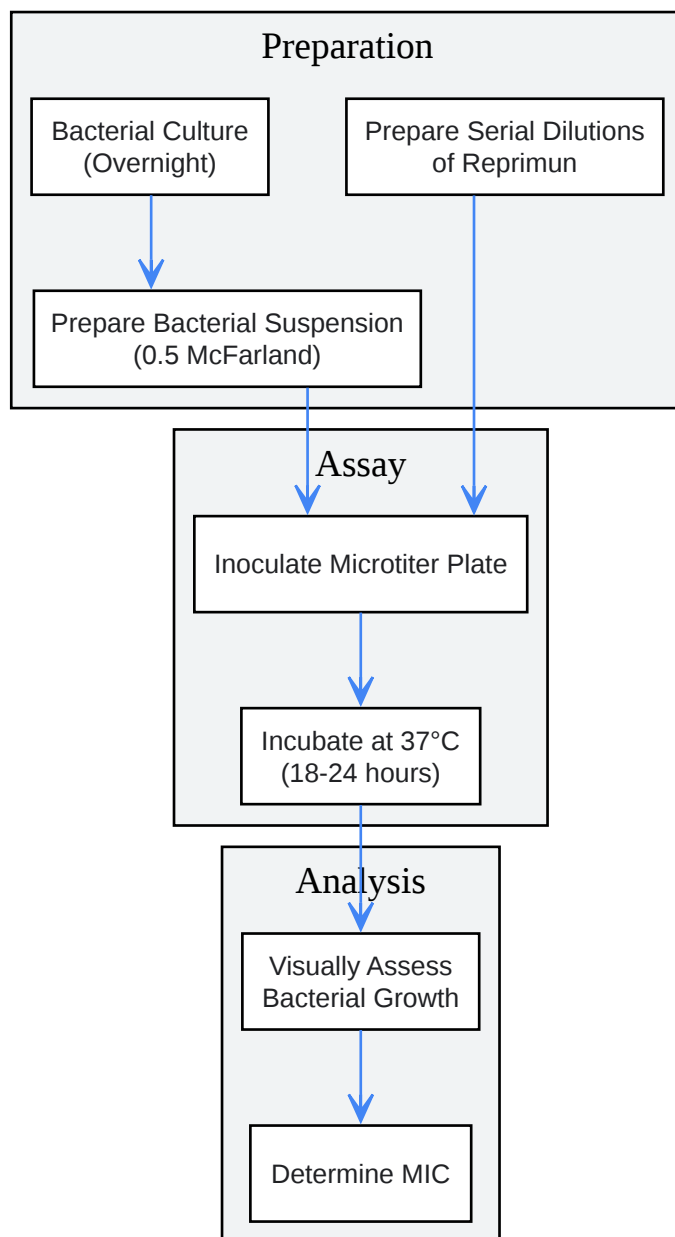 Preparation
Bacterial Culture
(Overnight)
Prepare Serial Dilutions
of Reprimun
Prepare Bacterial Suspension
(0.5 McFarland)
Assay
Inoculate Microtiter Plate
Incubate at 37°C
(18-24 hours)
Analysis
Visually Assess
Bacterial Growth
Determine MIC